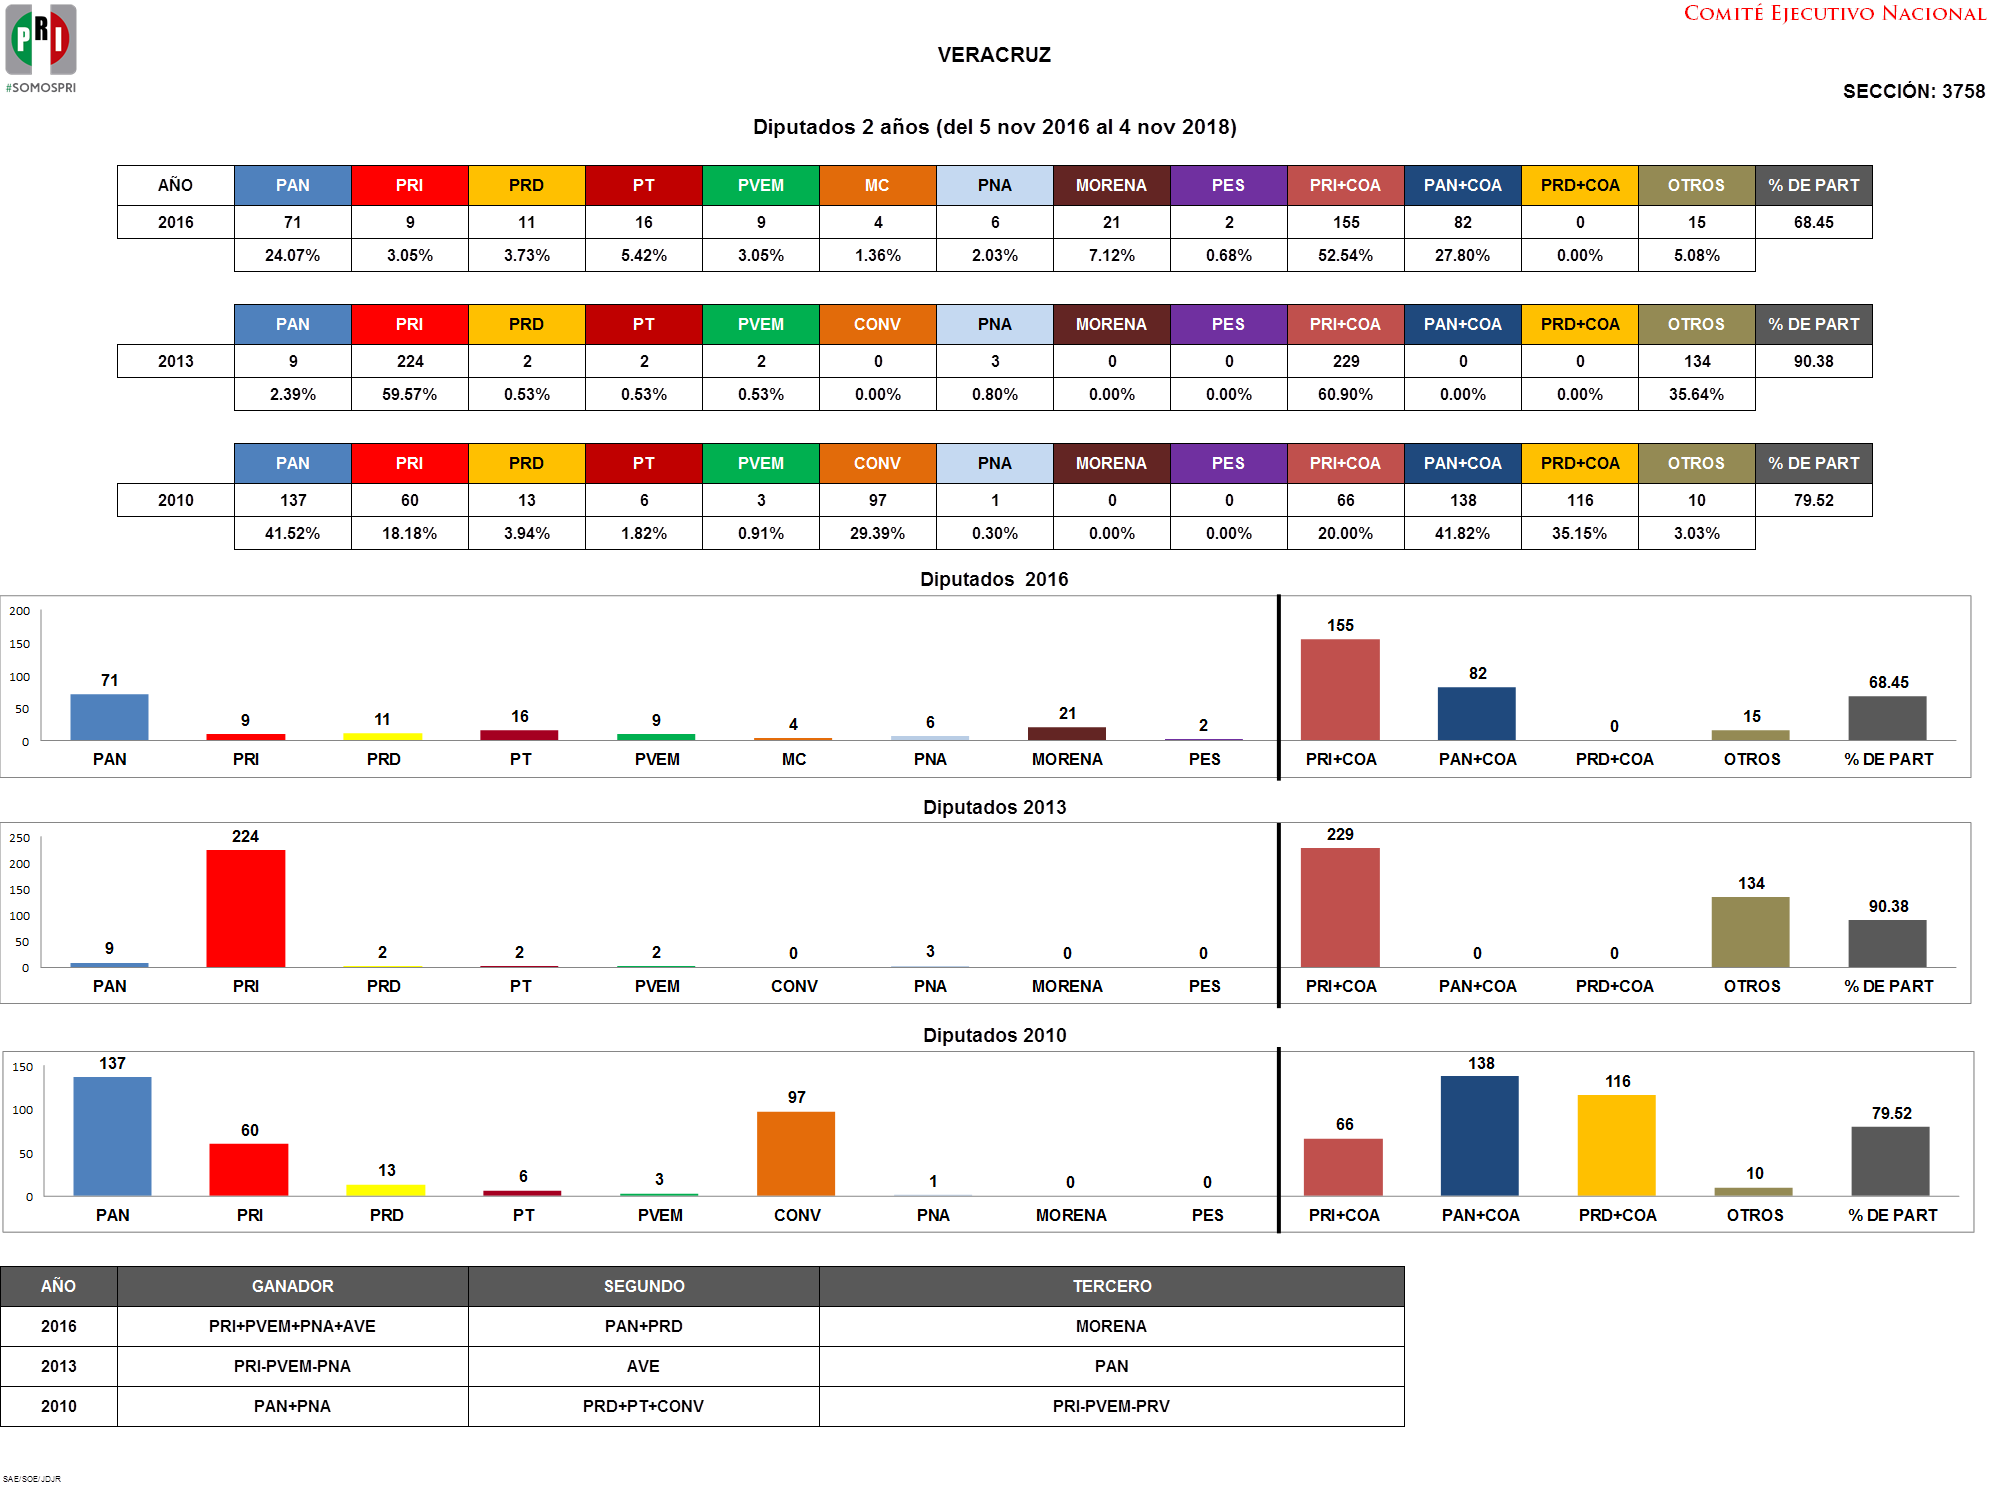 PRI
#SOMOSPRI
COMITÉ EJECUTIVO NACIONAL
VERACRUZ
SECCIÓN: 3758
Diputados 2 años (del 5 nov 2016 al 4 nov 2018)
AÑO PAN PRI PRD PT PVEM MC PNA MORENA PES PRI+COA PAN+COA PRD+COA OTROS % DE PART
2016 71 9 11 16 9 4 6 21 2 155 82 0 15 68.45
24.07% 3.05% 3.73% 5.42% 3.05% 1.36% 2.03% 7.12% 0.68% 52.54% 27.80% 0.00% 5.08%
PAN PRI PRD PT PVEM CONV PNA MORENA PES PRI+COA PAN+COA PRD+COA OTROS % DE PART
2013 9 224 2 2 2 0 3 0 0 229 0 0 134 90.38
2.39% 59.57% 0.53% 0.53% 0.53% 0.00% 0.80% 0.00% 0.00% 60.90% 0.00% 0.00% 35.64%
PAN PRI PRD PT PVEM CONV PNA MORENA PES PRI+COA PAN+COA PRD+COA OTROS % DE PART
2010 137 60 13 6 3 97 1 0 0 66 138 116 10 79.52
41.52% 18.18% 3.94% 1.82% 0.91% 29.39% 0.30% 0.00% 0.00% 20.00% 41.82% 35.15% 3.03%
Diputados 2016
200
150
100
50
0
71 9 11 16 9 4 6 21 2 155 82 0 15 68.45
PAN PRI PRD PT PVEM MC PNA MORENA PES PRI+COA PAN+COA PRD+COA OTROS % DE PART
Diputados 2013
250
200
150
100
50
0
9 224 2 2 2 0 3 0 0 229 0 0 134 90.38
PAN PRI PRD PT PVEM CONV PNA MORENA PES PRI+COA PAN+COA PRD+COA OTROS % DE PART
Diputados 2010
150
100
50
0
137 60 13 6 3 97 1 0 0 66 138 116 10 79.52
PAN PRI PRD PT PVEM CONV PNA MORENA PES PRI+COA PAN+COA PRD+COA OTROS % DE PART
AÑO GANADOR SEGUNDO TERCERO
2016 PRI+PVEM+PNA+AVE PAN+PRD MORENA
2013 PRI-PVEM-PNA AVE PAN
2010 PAN+PNA PRD+PT+CONV PRI-PVEM-PRV
SAE/SOE/JDJR